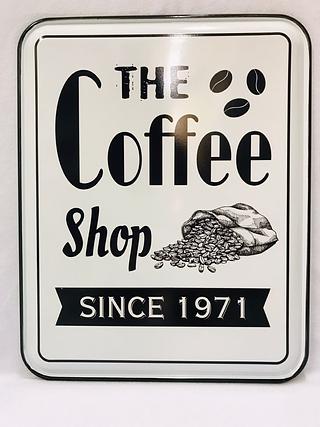 THE
Coffee
Shop
SINCE 1971